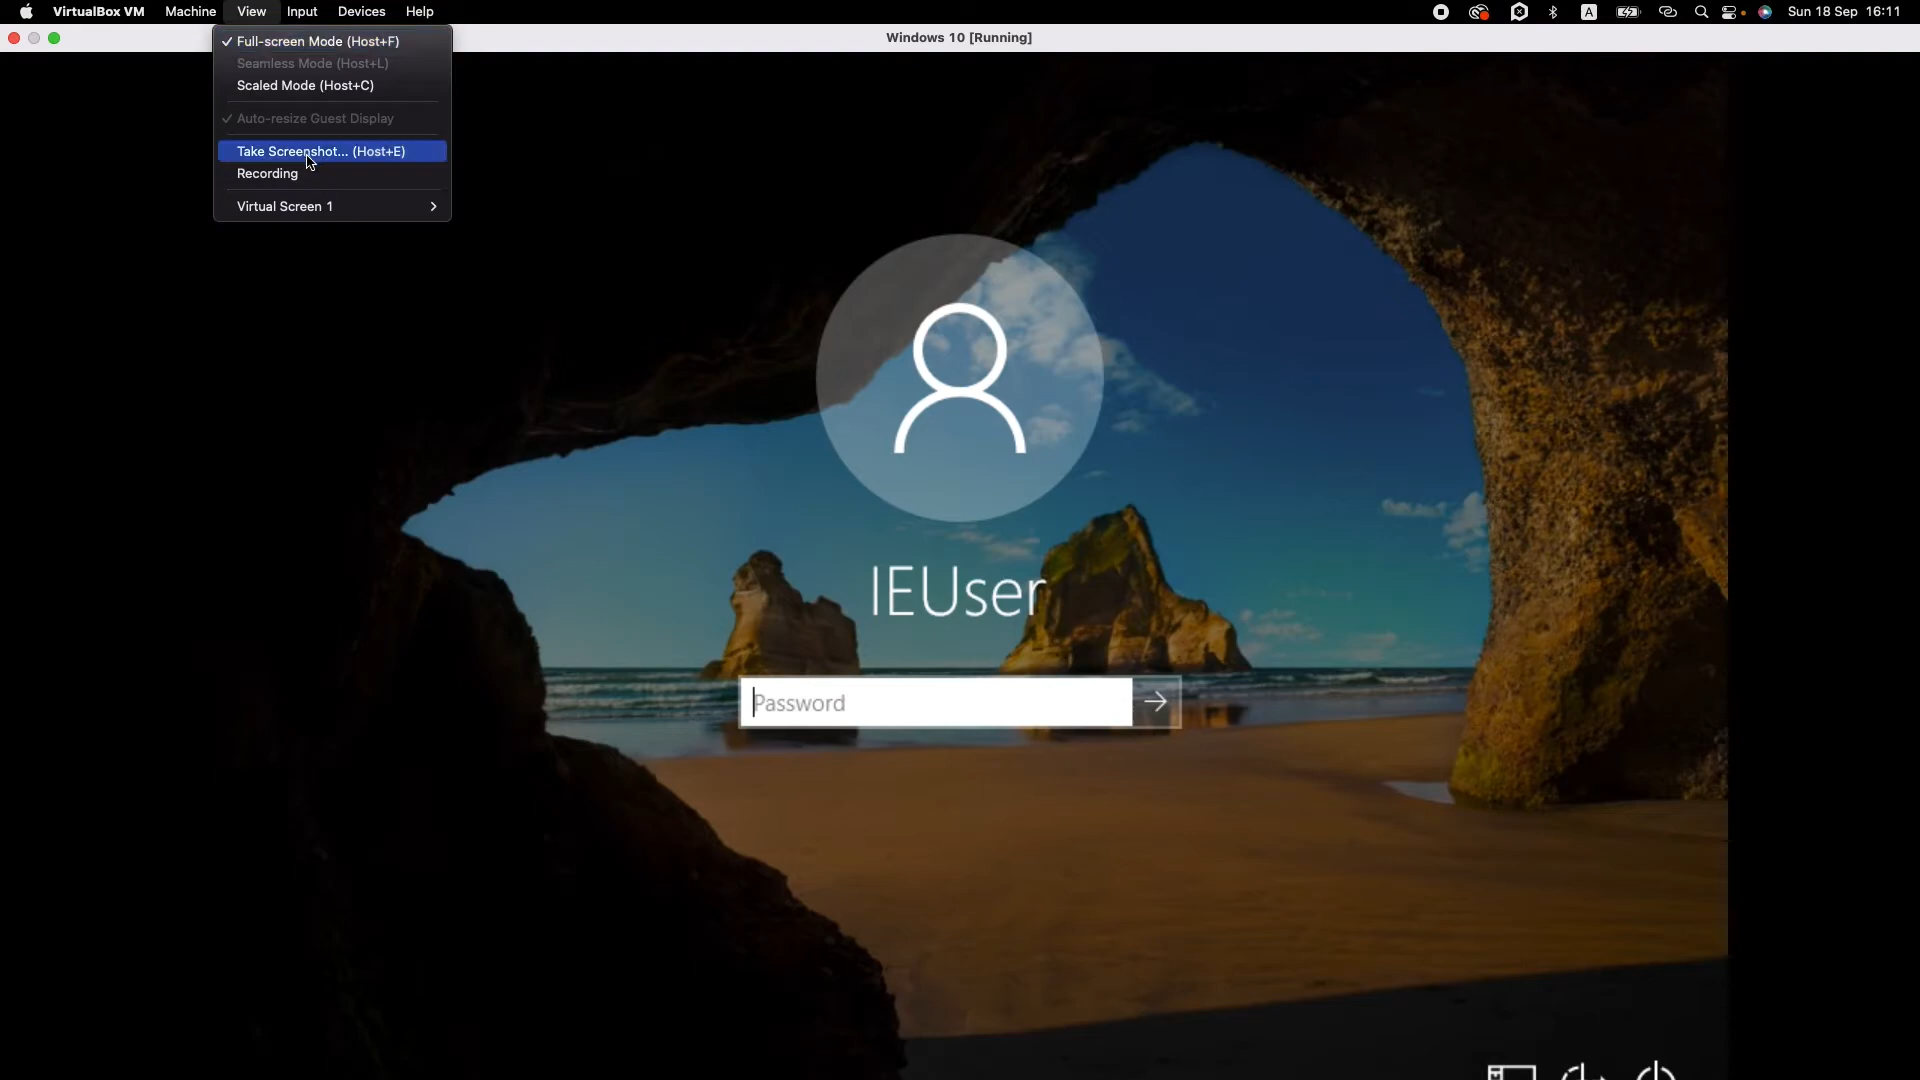 VirtualBox VM Machine View Input Devices Help A Sun 18 Sep 16:11
Windows 10 [Running]
✓ Full-screen Mode (Host+F)
Seamless Mode (Host+L)
Scaled Mode (Host+C)
✓ Auto-resize Guest Display
Take Screenshot... (Host+E)
Recording
Virtual Screen 1
IEUser
Password